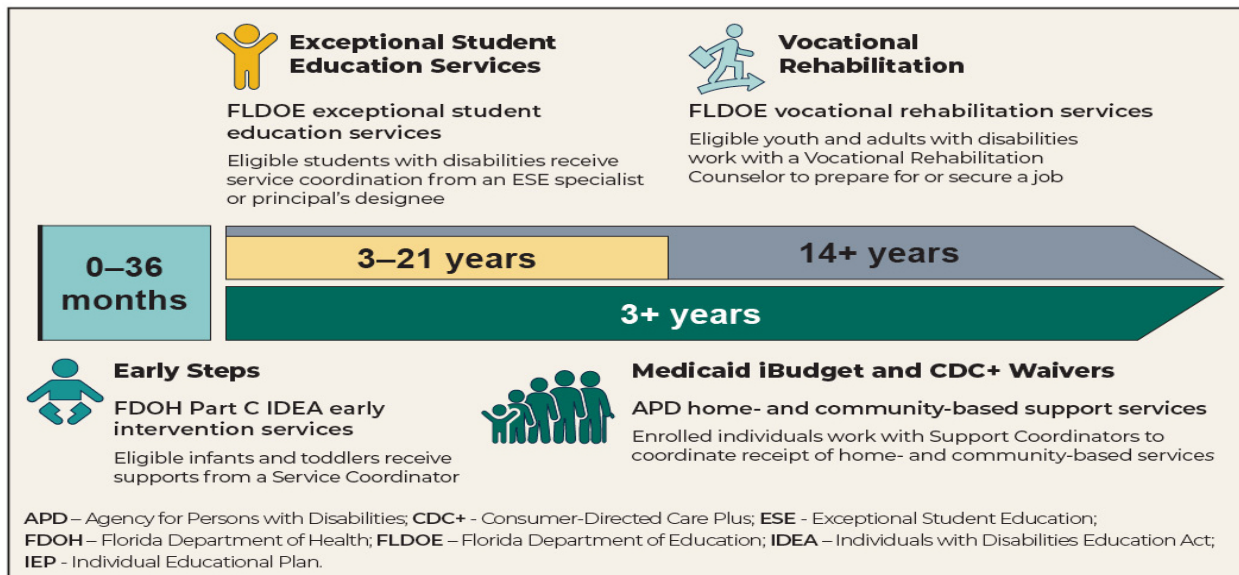 Exceptional Student
Education Services
FLDOE exceptional student
education services
Eligible students with disabilities receive
service coordination from an ESE specialist
or principal's designee
Vocational
Rehabilitation
FLDOE vocational rehabilitation services
Eligible youth and adults with disabilities
work with a Vocational Rehabilitation
Counselor to prepare for or secure a job
0–36
months
3–21 years
14+ years
3+ years
Early Steps
FDOH Part C IDEA early
intervention services
Eligible infants and toddlers receive
supports from a Service Coordinator
Medicaid iBudget and CDC+ Waivers
APD home- and community-based support services
Enrolled individuals work with Support Coordinators to
coordinate receipt of home- and community-based services
APD – Agency for Persons with Disabilities; CDC+ - Consumer-Directed Care Plus; ESE - Exceptional Student Education;
FDOH – Florida Department of Health; FLDOE – Florida Department of Education; IDEA – Individuals with Disabilities Education Act;
IEP - Individual Educational Plan.